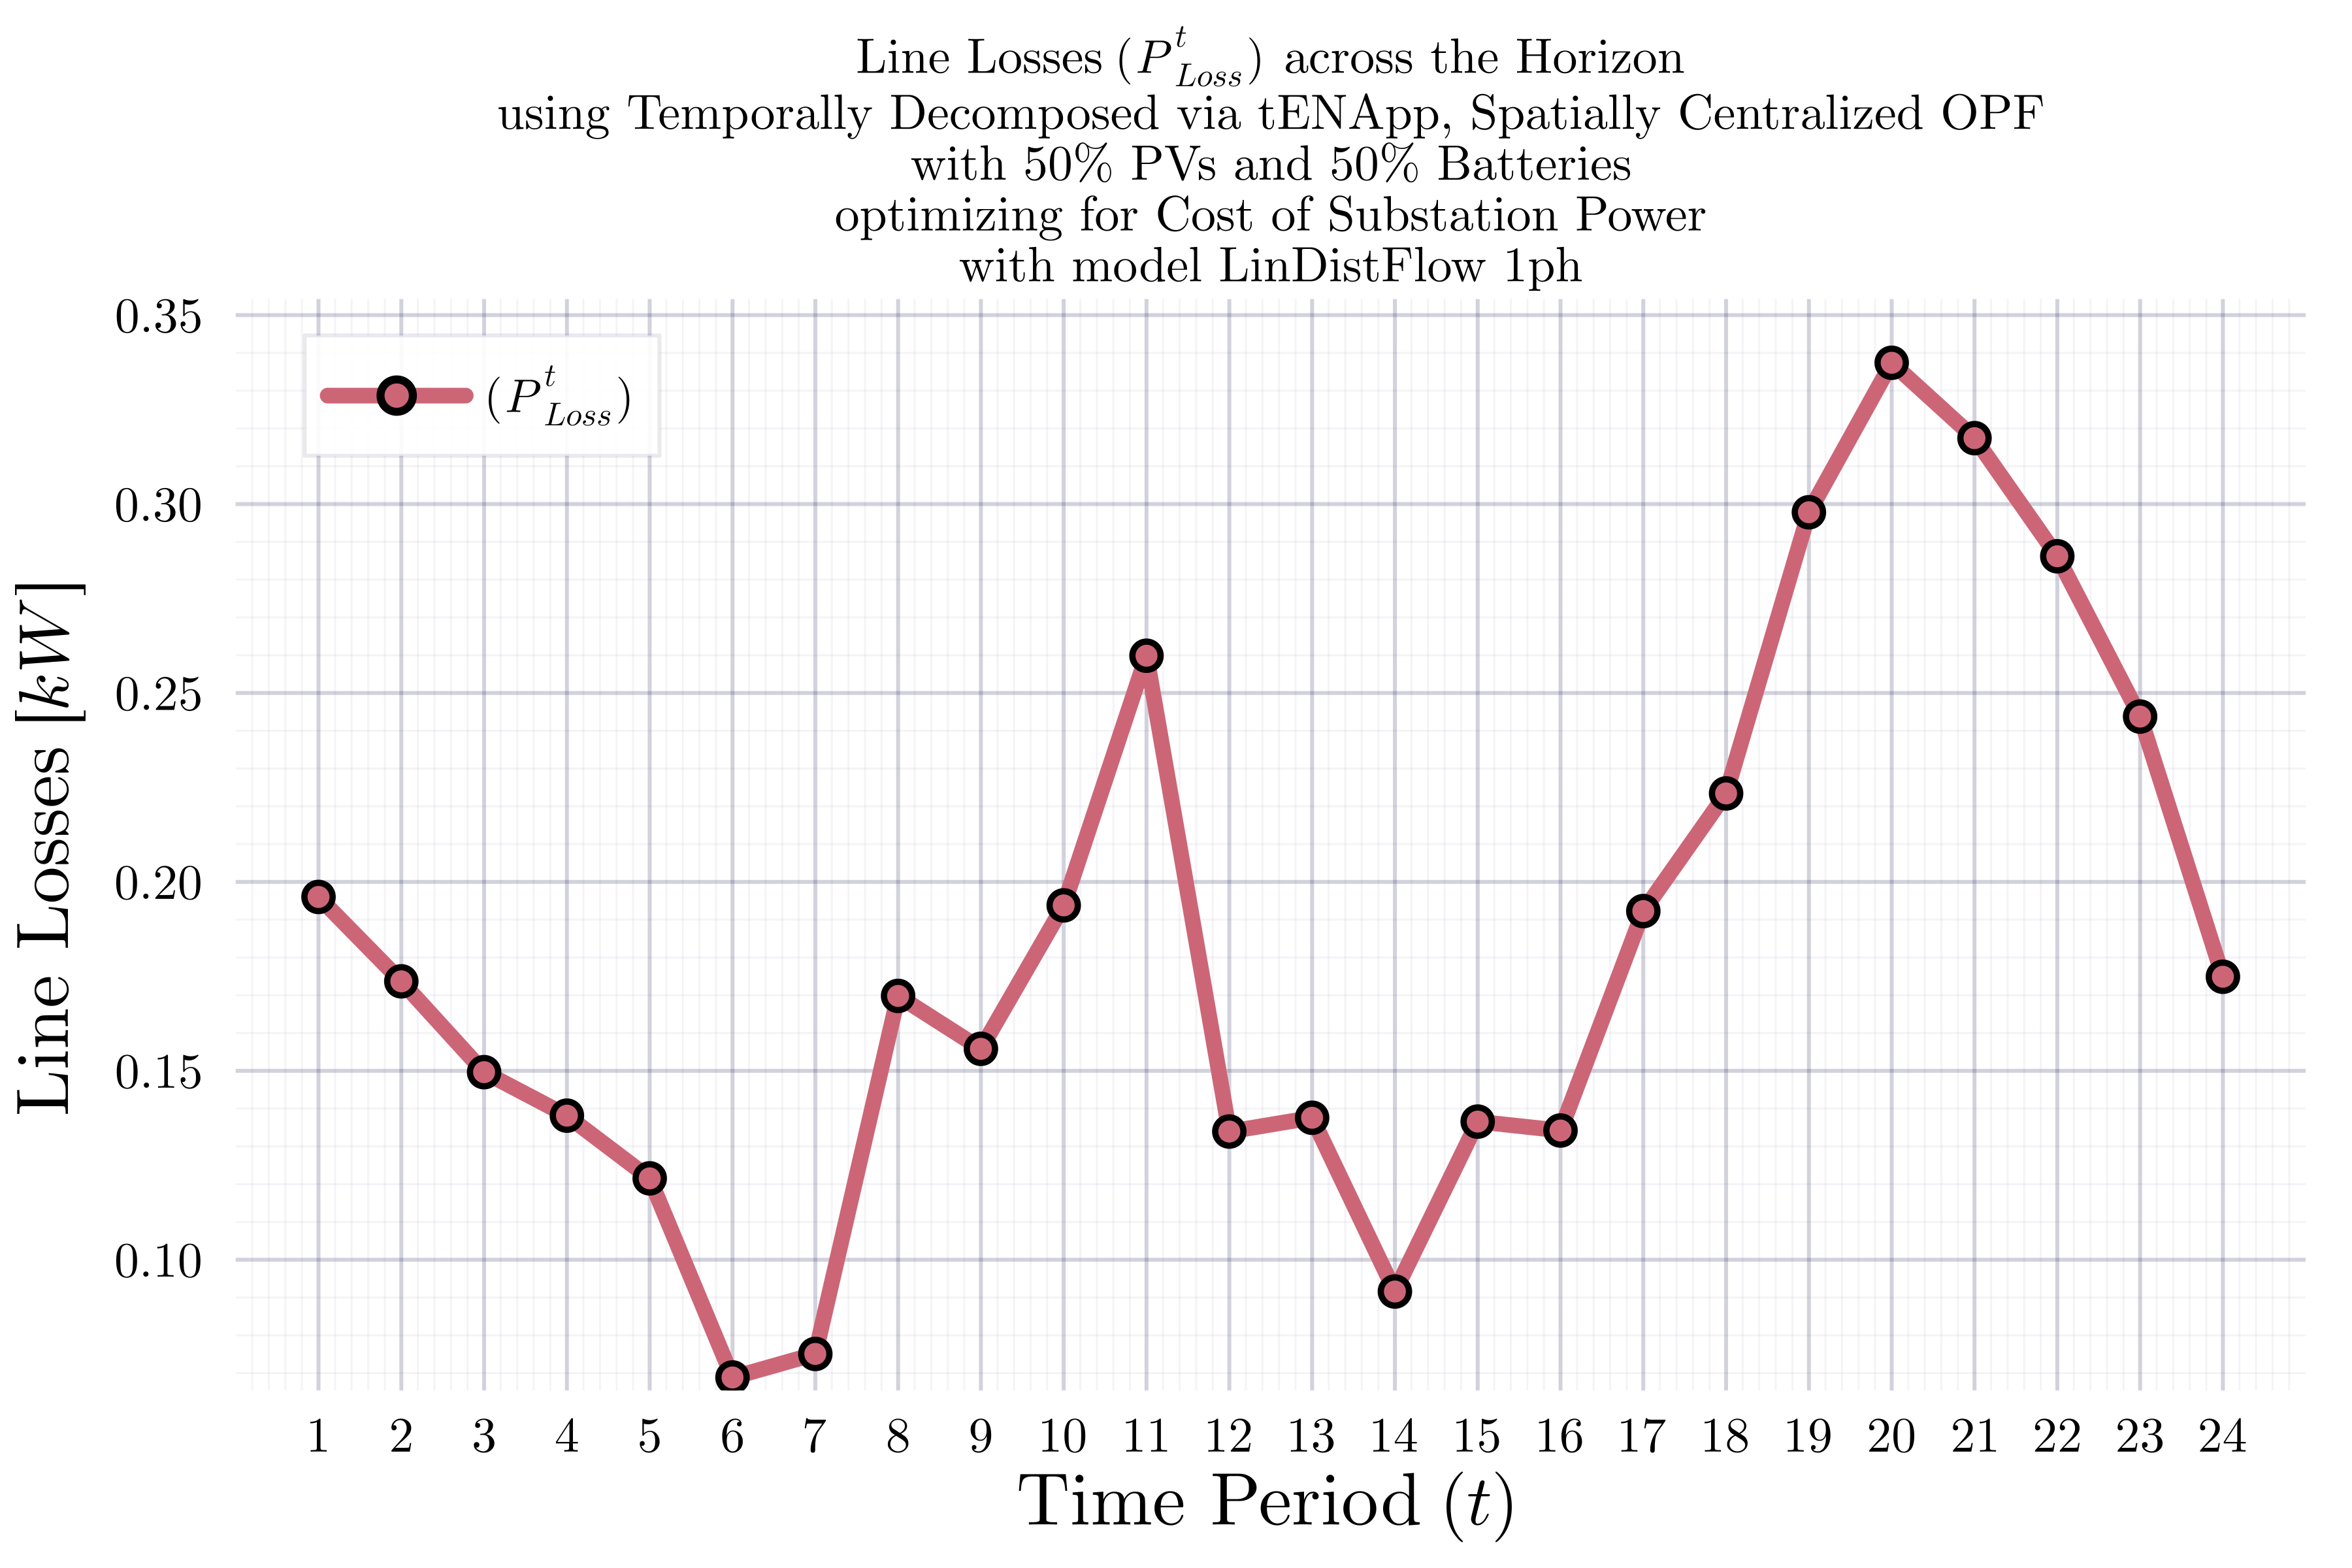 Line Losses (P^t_Loss) across the Horizon
using Temporally Decomposed via tENApp, Spatially Centralized OPF
with 50% PVs and 50% Batteries
optimizing for Cost of Substation Power
with model LinDistFlow 1ph
(P^t_Loss)
Line Losses [kW]
0.35
0.30
0.25
0.20
0.15
0.10
1 2 3 4 5 6 7 8 9 10 11 12 13 14 15 16 17 18 19 20 21 22 23 24
Time Period (t)